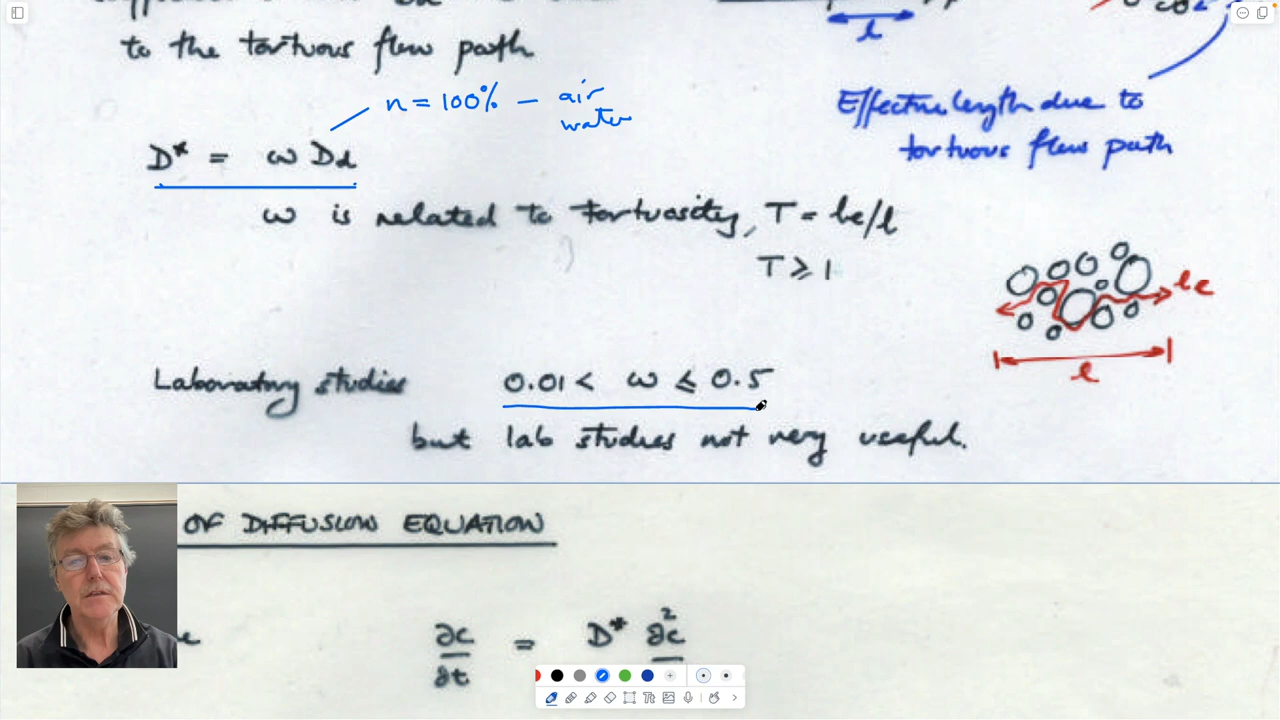 to the tortuous flow path
l
n = 100% - air
water
Effective length due to
tortuous flow path
D* = ω Dd
ω is related to tortuosity, T = le/l
T ⩾ 1
le
l
Laboratory studies 0.01 < ω ⩽ 0.5
but lab studies not very useful.
OF DIFFUSION EQUATION
∂c/∂t = D* ∂²c